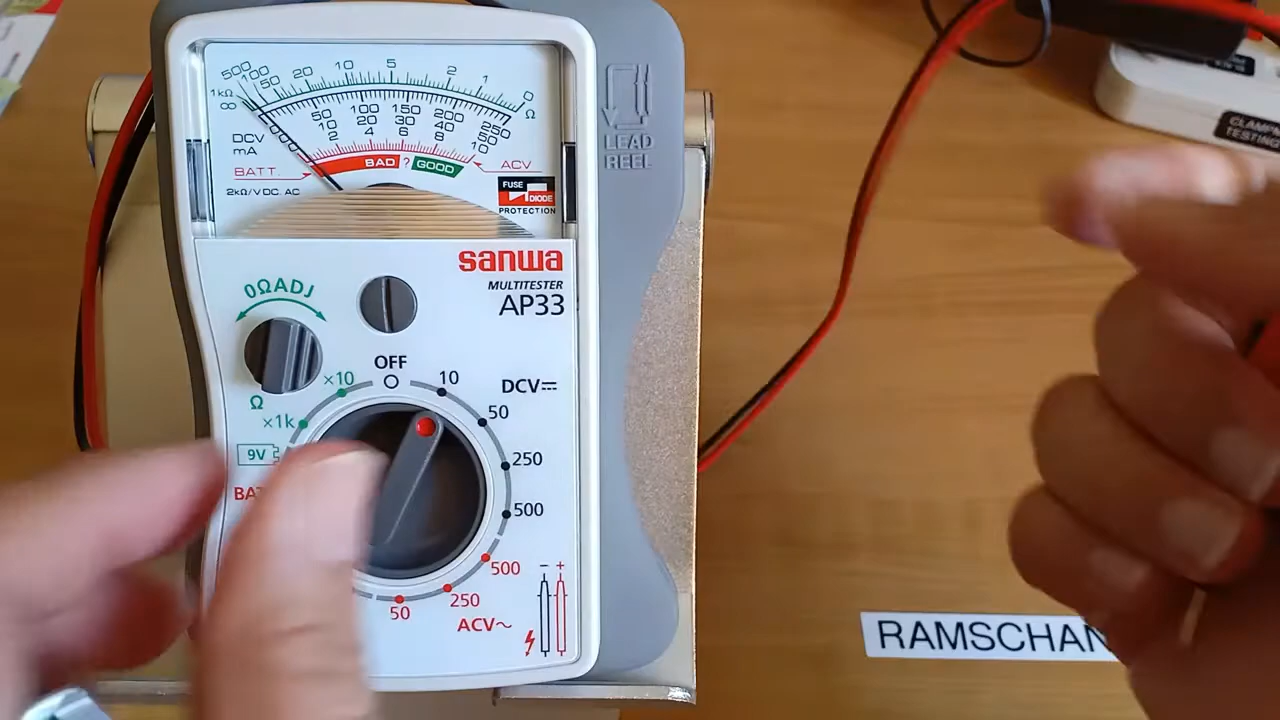 500 100 50 20 10 5 2 1 0
1kΩ
∞ Ω
0 50 100 150 200 250
0 10 20 30 40 50
0 2 4 6 8 10
DCV
mA
BATT. BAD ? GOOD ACV
2kΩ/V DC. AC
FUSE
DIODE
PROTECTION
LEAD
REEL
CLAMP
TESTING
sanwa
MULTITESTER
AP33
0ΩADJ
OFF
Ω
×10
×1k
9V
DCV
10
50
250
500
500
250
50
ACV~
- +
RAMSCHAN